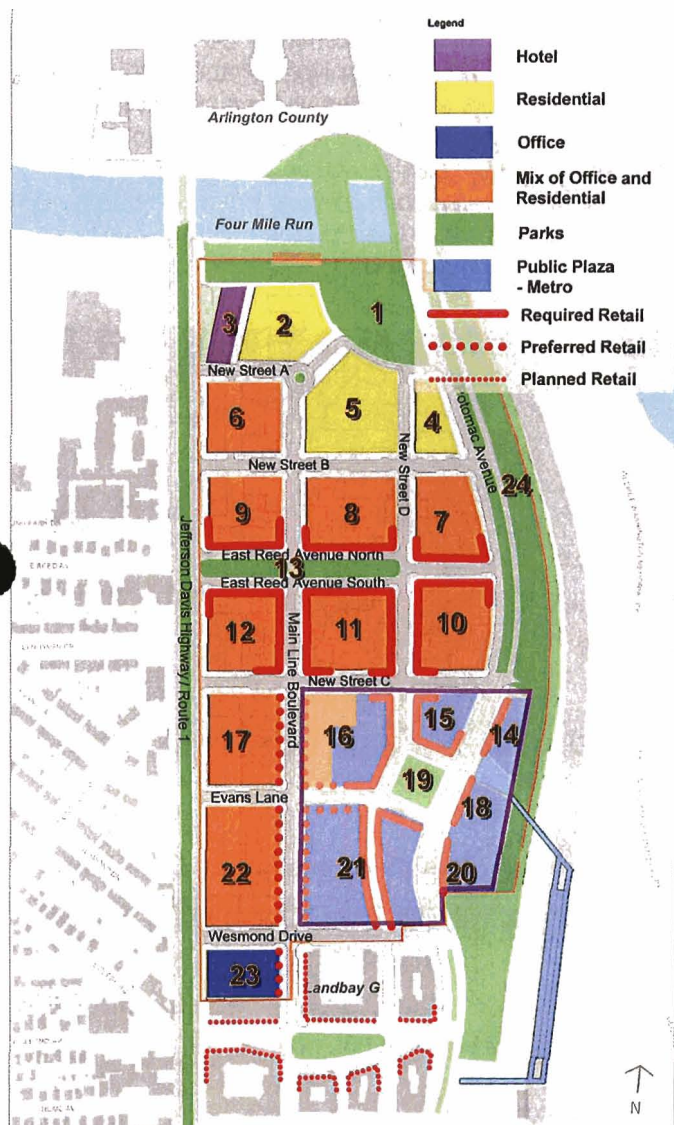 Legend
Hotel
Residential
Office
Mix of Office and
Residential
Parks
Public Plaza
- Metro
Required Retail
Preferred Retail
Planned Retail
Arlington County
Four Mile Run
1
2
3
New Street A
4
5
6
New Street B
New Street D
otomac Avenue
24
7
8
9
East Reed Avenue North
13
East Reed Avenue South
10
11
12
Jefferson Davis Highway/ Route 1
Main Line Boulevard
New Street C
14
15
16
17
18
19
Evans Lane
20
21
22
Wesmond Drive
23
Landbay G
N